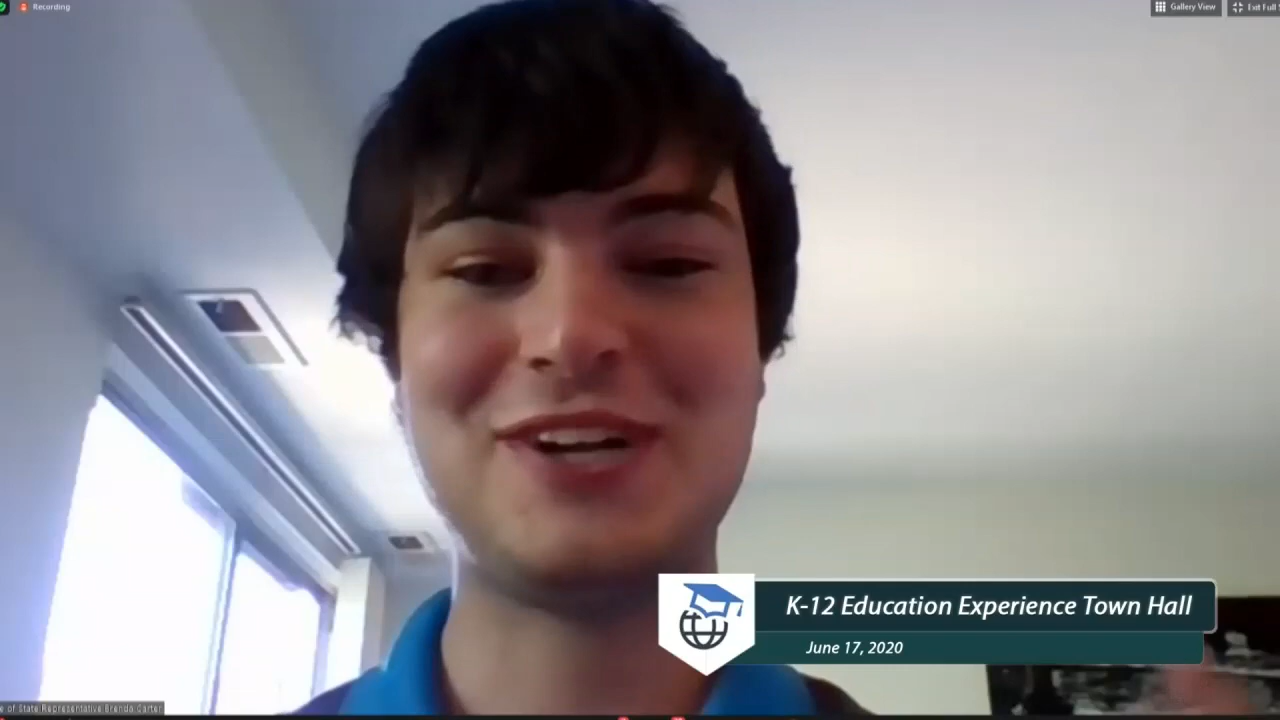 Recording
Gallery View
Exit Full
K-12 Education Experience Town Hall
June 17, 2020
of State Representative Brenda Carter